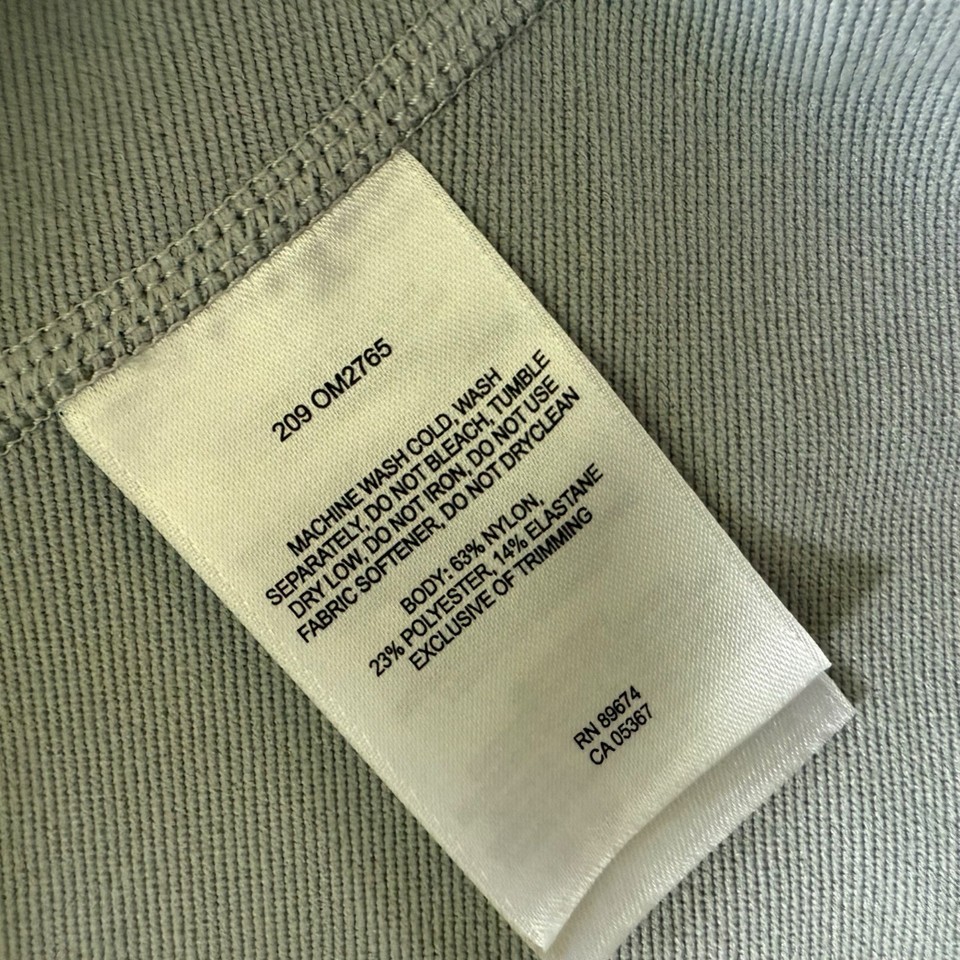 209 OM2765
MACHINE WASH COLD, WASH
SEPARATELY, DO NOT BLEACH, TUMBLE
DRY LOW, DO NOT IRON, DO NOT USE
FABRIC SOFTENER, DO NOT DRYCLEAN
BODY: 63% NYLON,
23% POLYESTER, 14% ELASTANE
EXCLUSIVE OF TRIMMING
RN 89674
CA 05367